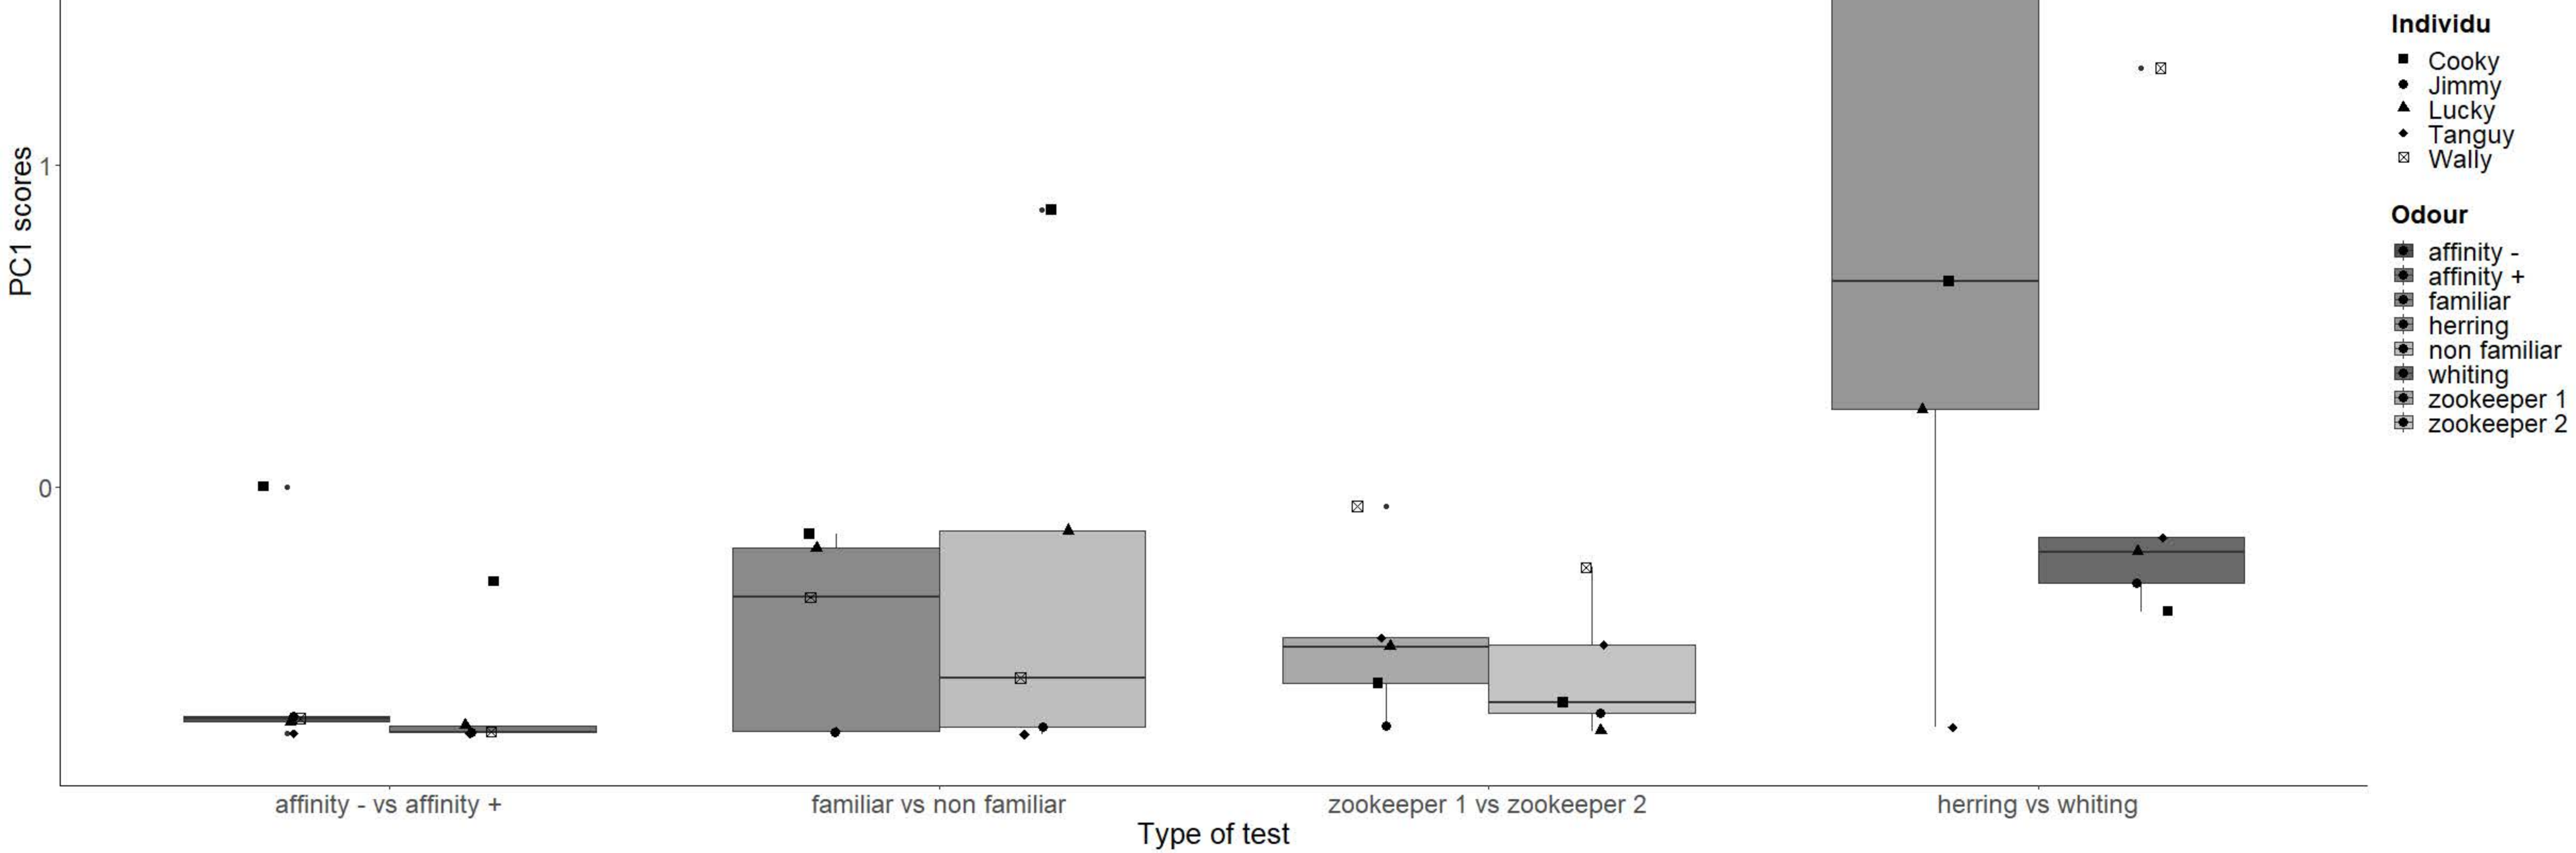 PC1 scores
1
0
affinity - vs affinity +
familiar vs non familiar
zookeeper 1 vs zookeeper 2
herring vs whiting
Type of test
Individu
Cooky
Jimmy
Lucky
Tanguy
Wally
Odour
affinity -
affinity +
familiar
herring
non familiar
whiting
zookeeper 1
zookeeper 2